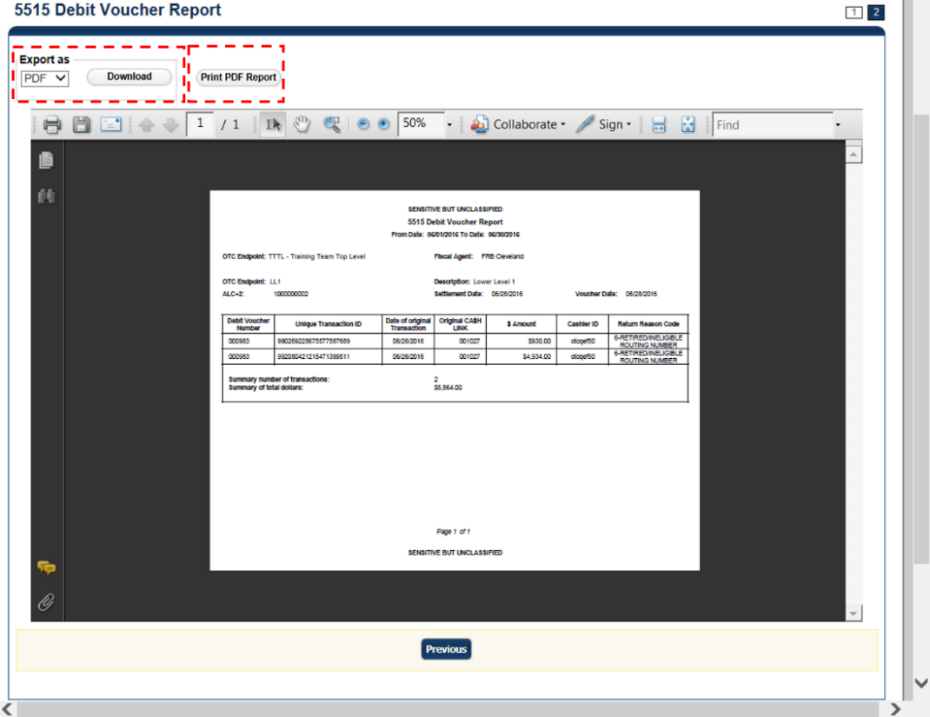 5515 Debit Voucher Report
1 2
Export as
PDF Download Print PDF Report
1 / 1 50% Collaborate Sign Find
SENSITIVE BUT UNCLASSIFIED
5515 Debit Voucher Report
From Date: 06/01/2016 To Date: 06/30/2016
OTC Endpoint: TTTL - Training Team Top Level Fiscal Agent: FRB Cleveland
OTC Endpoint: LL1 Description: Lower Level 1
ALC+2: 1000000002 Settlement Date: 06/28/2016 Voucher Date: 06/28/2016
Debit Voucher Number Unique Transaction ID Date of original Transaction Original CA$H LINK $ Amount Cashier ID Return Reason Code
000983 06/26/2016 001027 $930.00 6-RETIRED/INELIGIBLE ROUTING NUMBER
06/26/2016 001027 $4,934.00 6-RETIRED/INELIGIBLE ROUTING NUMBER
Summary number of transactions: 2
Summary of total dollars: $5,864.00
Page 1 of 1
SENSITIVE BUT UNCLASSIFIED
Previous